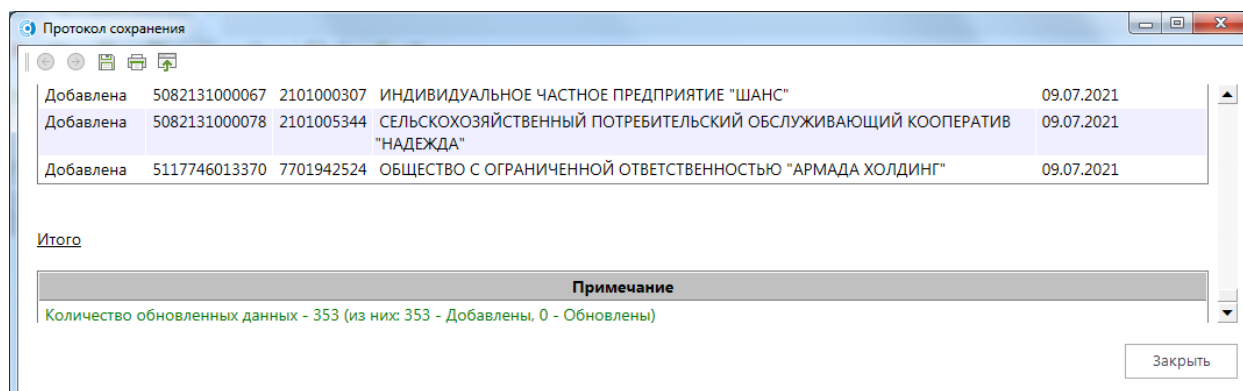 Протокол сохранения
Добавлена 5082131000067 2101000307 ИНДИВИДУАЛЬНОЕ ЧАСТНОЕ ПРЕДПРИЯТИЕ "ШАНС" 09.07.2021
Добавлена 5082131000078 2101005344 СЕЛЬСКОХОЗЯЙСТВЕННЫЙ ПОТРЕБИТЕЛЬСКИЙ ОБСЛУЖИВАЮЩИЙ КООПЕРАТИВ 09.07.2021
"НАДЕЖДА"
Добавлена 5117746013370 7701942524 ОБЩЕСТВО С ОГРАНИЧЕННОЙ ОТВЕТСТВЕННОСТЬЮ "АРМАДА ХОЛДИНГ" 09.07.2021
Итого
Примечание
Количество обновленных данных - 353 (из них: 353 - Добавлены, 0 - Обновлены)
Закрыть